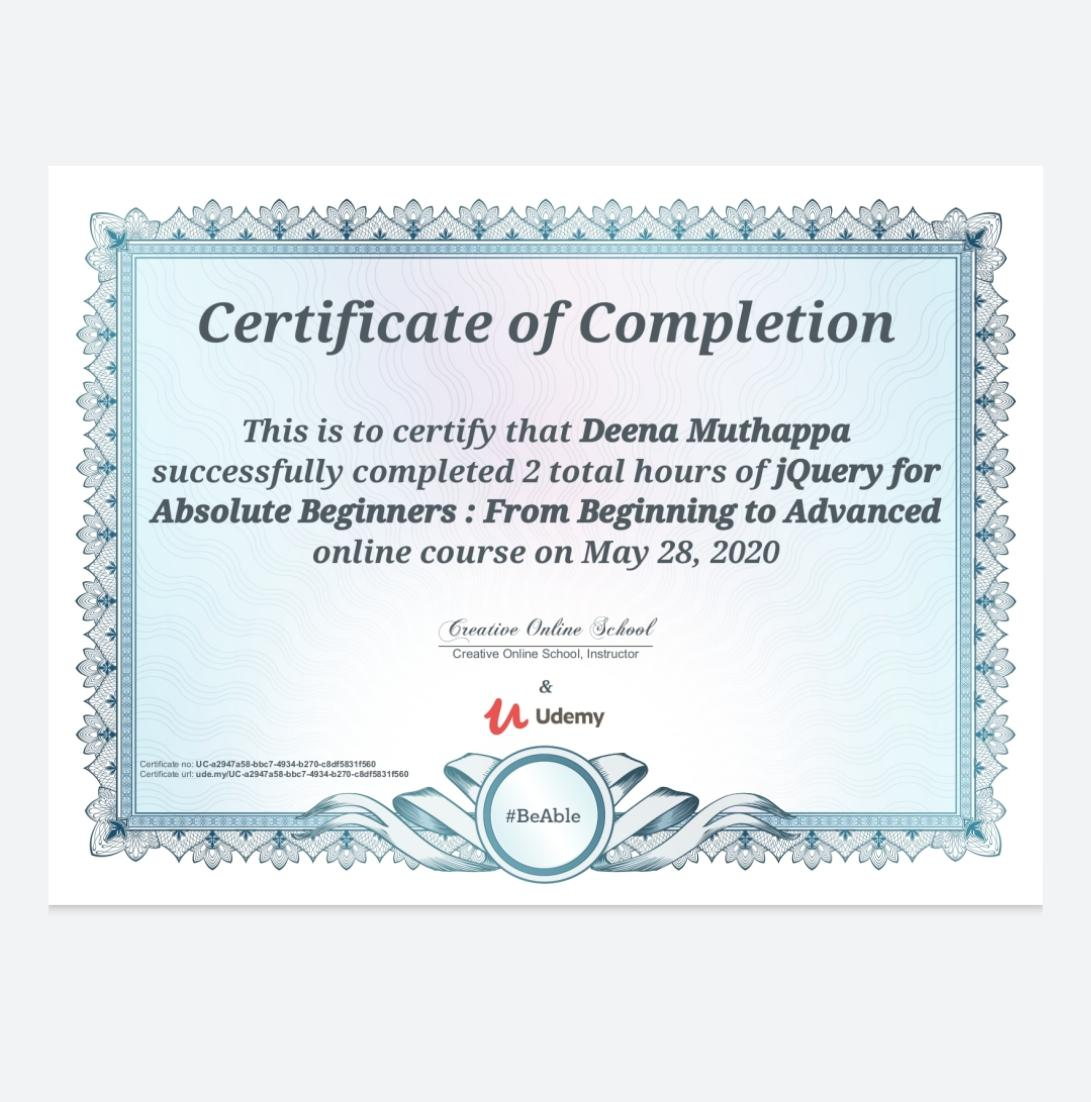 Certificate of Completion
This is to certify that Deena Muthappa
successfully completed 2 total hours of jQuery for
Absolute Beginners : From Beginning to Advanced
online course on May 28, 2020
Creative Online School
Creative Online School, Instructor
&
Udemy
Certificate no: UC-a2947a58-bbc7-4934-b270-c8df5831f560
Certificate url: ude.my/UC-a2947a58-bbc7-4934-b270-c8df5831f560
#BeAble